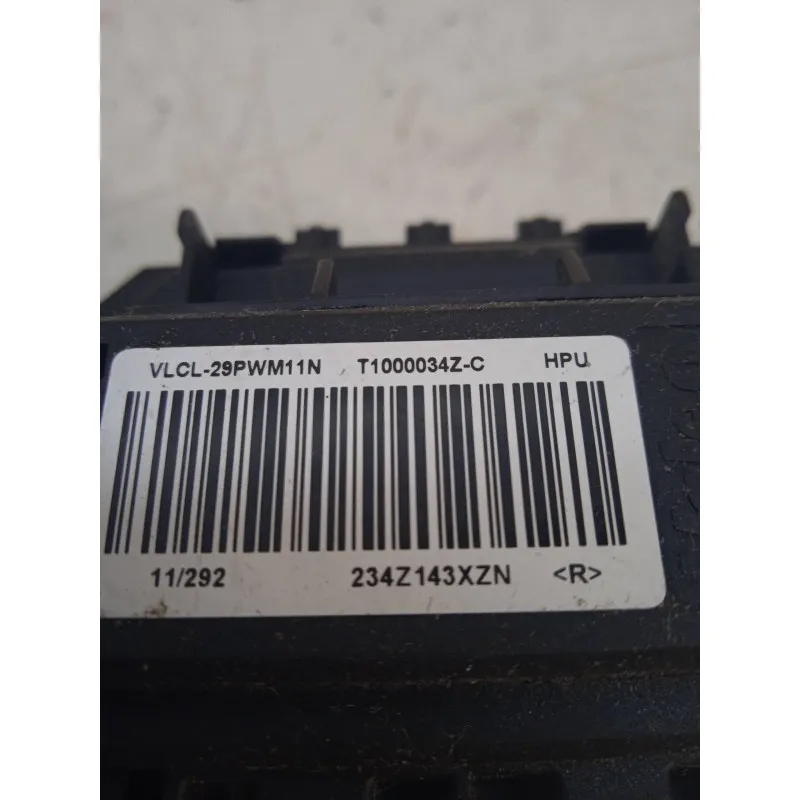 VLCL-29PWM11N T1000034Z-C HPU
11/292 234Z143XZN <R>